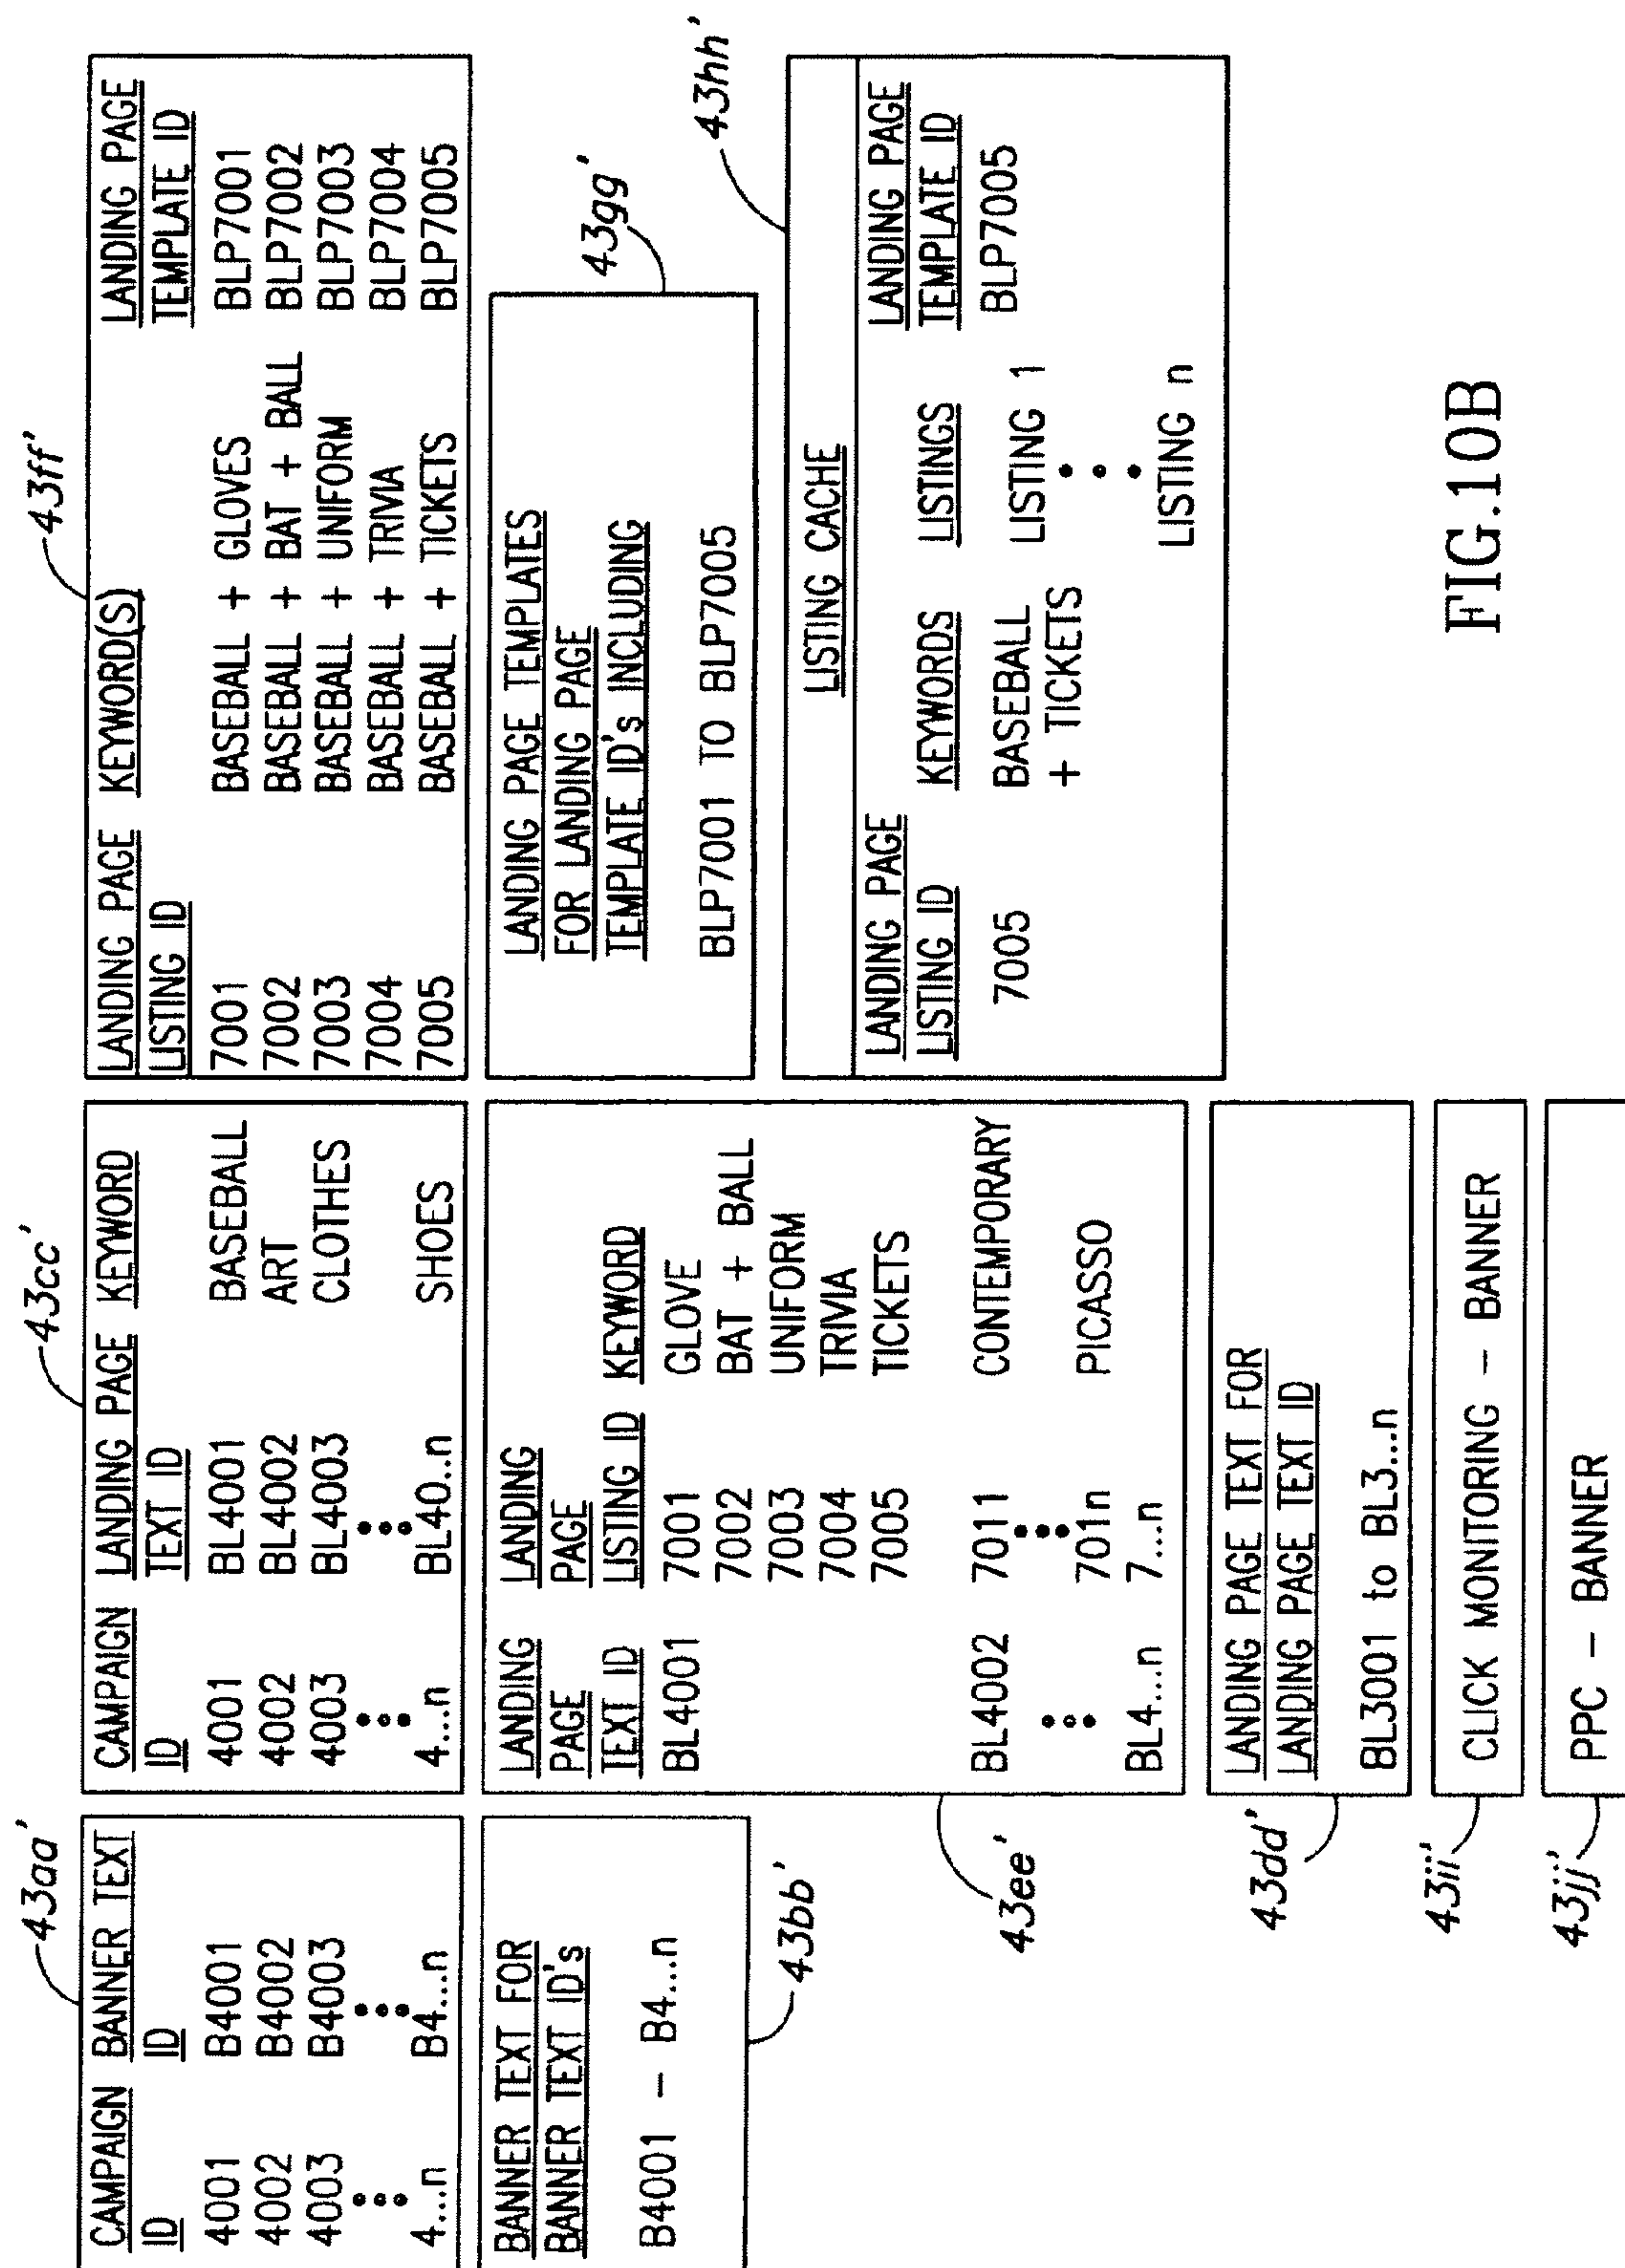 43aa'
CAMPAIGN BANNER TEXT
ID ID
4001 B4001
4002 B4002
4003 B4003
4...n B4...n
BANNER TEXT FOR
BANNER TEXT ID's
B4001 – B4...n
43bb'
43cc'
CAMPAIGN LANDING PAGE KEYWORD
ID TEXT ID
4001 BL4001 BASEBALL
4002 BL4002 ART
4003 BL4003 CLOTHES
4...n BL40..n SHOES
LANDING LANDING
PAGE PAGE
TEXT ID LISTING ID KEYWORD
BL4001 7001 GLOVE
7002 BAT + BALL
7003 UNIFORM
7004 TRIVIA
7005 TICKETS
BL4002 7011 CONTEMPORARY
701n PICASSO
BL4...n 7...n
43ee'
LANDING PAGE TEXT FOR
LANDING PAGE TEXT ID
BL3001 to BL3...n
43dd'
CLICK MONITORING – BANNER
43ii'
PPC – BANNER
43jj'
43ff'
LANDING PAGE KEYWORD(S) LANDING PAGE
LISTING ID TEMPLATE ID
7001 BASEBALL + GLOVES BLP7001
7002 BASEBALL + BAT + BALL BLP7002
7003 BASEBALL + UNIFORM BLP7003
7004 BASEBALL + TRIVIA BLP7004
7005 BASEBALL + TICKETS BLP7005
43gg'
LANDING PAGE TEMPLATES
FOR LANDING PAGE
TEMPLATE ID's INCLUDING
BLP7001 TO BLP7005
43hh'
LISTING CACHE
LANDING PAGE LANDING PAGE
LISTING ID KEYWORDS LISTINGS TEMPLATE ID
7005 BASEBALL LISTING 1 BLP7005
+ TICKETS
LISTING n
FIG.10B